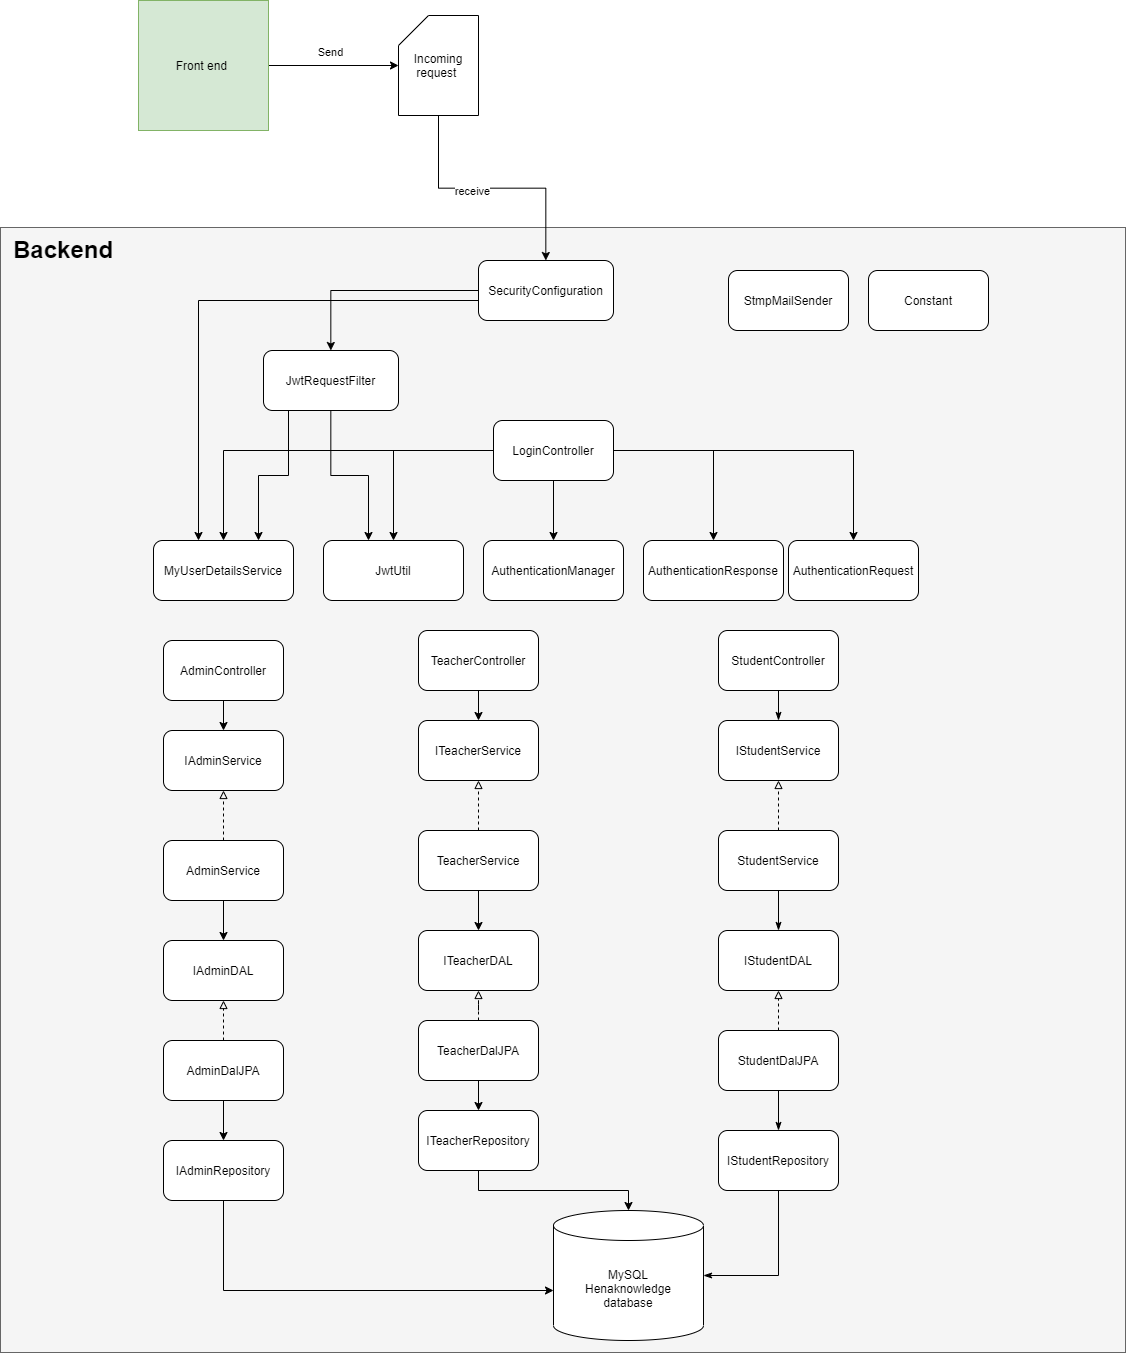 Front end
Send
Incoming
request
receive
Backend
SecurityConfiguration
StmpMailSender
Constant
JwtRequestFilter
LoginController
MyUserDetailsService
JwtUtil
AuthenticationManager
AuthenticationResponse
AuthenticationRequest
AdminController
TeacherController
StudentController
IAdminService
ITeacherService
IStudentService
AdminService
TeacherService
StudentService
IAdminDAL
ITeacherDAL
IStudentDAL
AdminDalJPA
TeacherDalJPA
StudentDalJPA
IAdminRepository
ITeacherRepository
IStudentRepository
MySQL
Henaknowledge
database